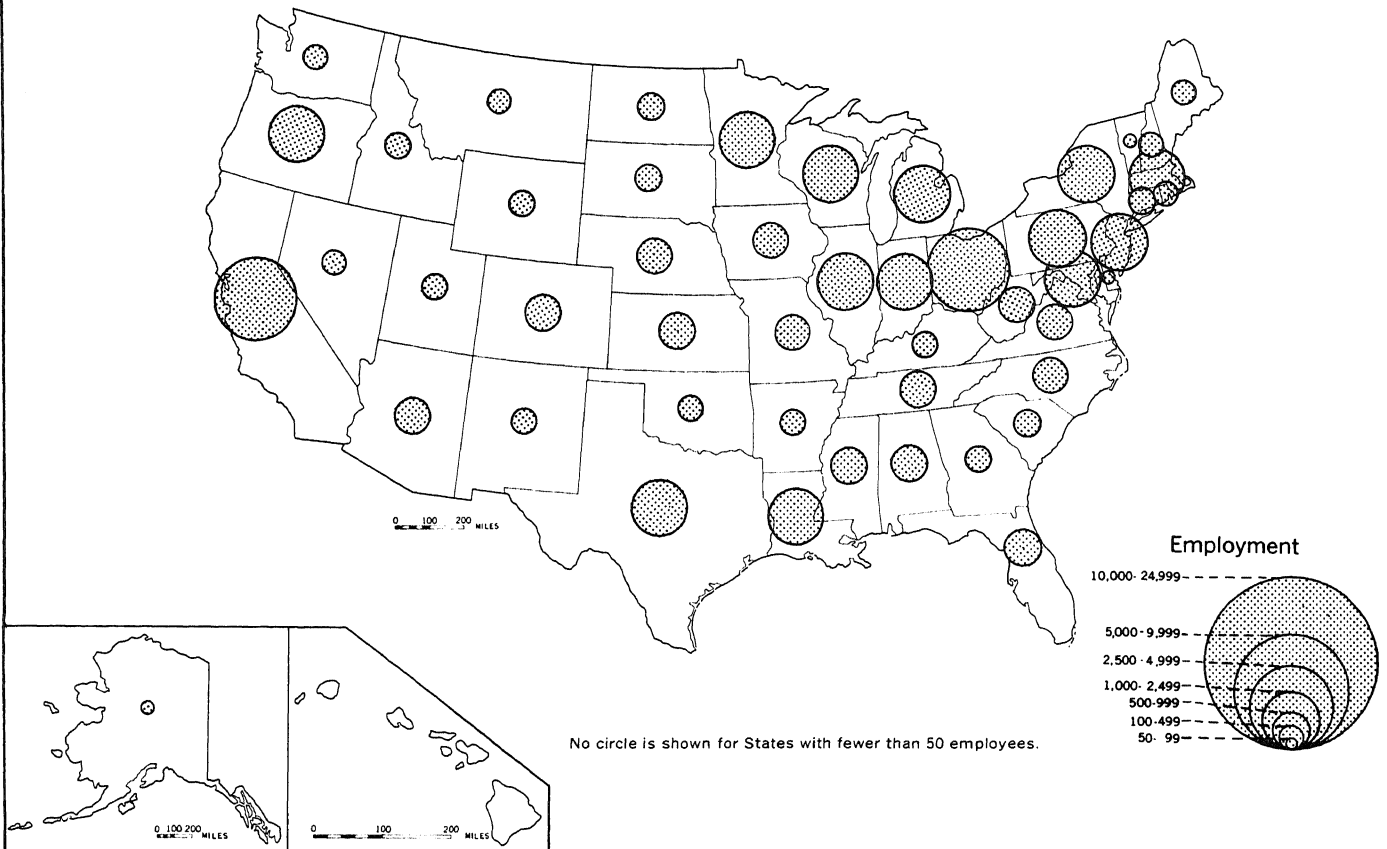 0 100 200 MILES
Employment
10,000- 24,999
5,000 - 9,999
2,500 - 4,999
1,000- 2,499
500-999
100-499
50- 99
No circle is shown for States with fewer than 50 employees.
0 100 200 MILES
0 100 200 MILES